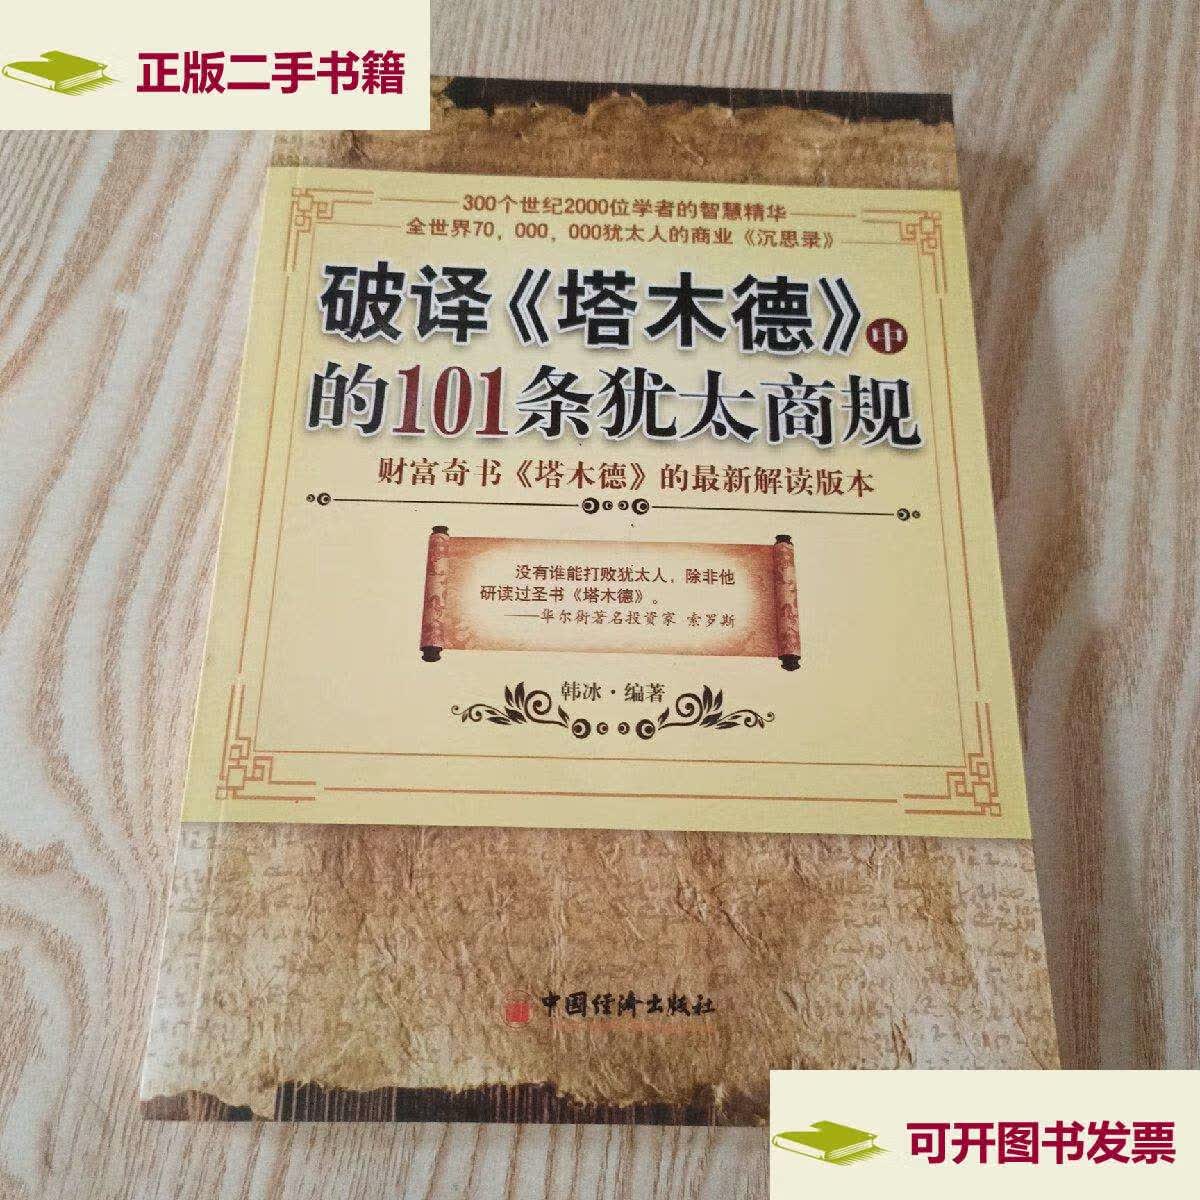 正版二手书籍
300个世纪2000位学者的智慧精华
全世界70，000，000犹太人的商业《沉思录》
破译《塔木德》中
的101条犹太商规
财富奇书《塔木德》的最新解读版本
没有谁能打败犹太人，除非他
研读过圣书《塔木德》。
——华尔街著名投资家 索罗斯
韩冰·编著
中国经济出版社
可开图书发票